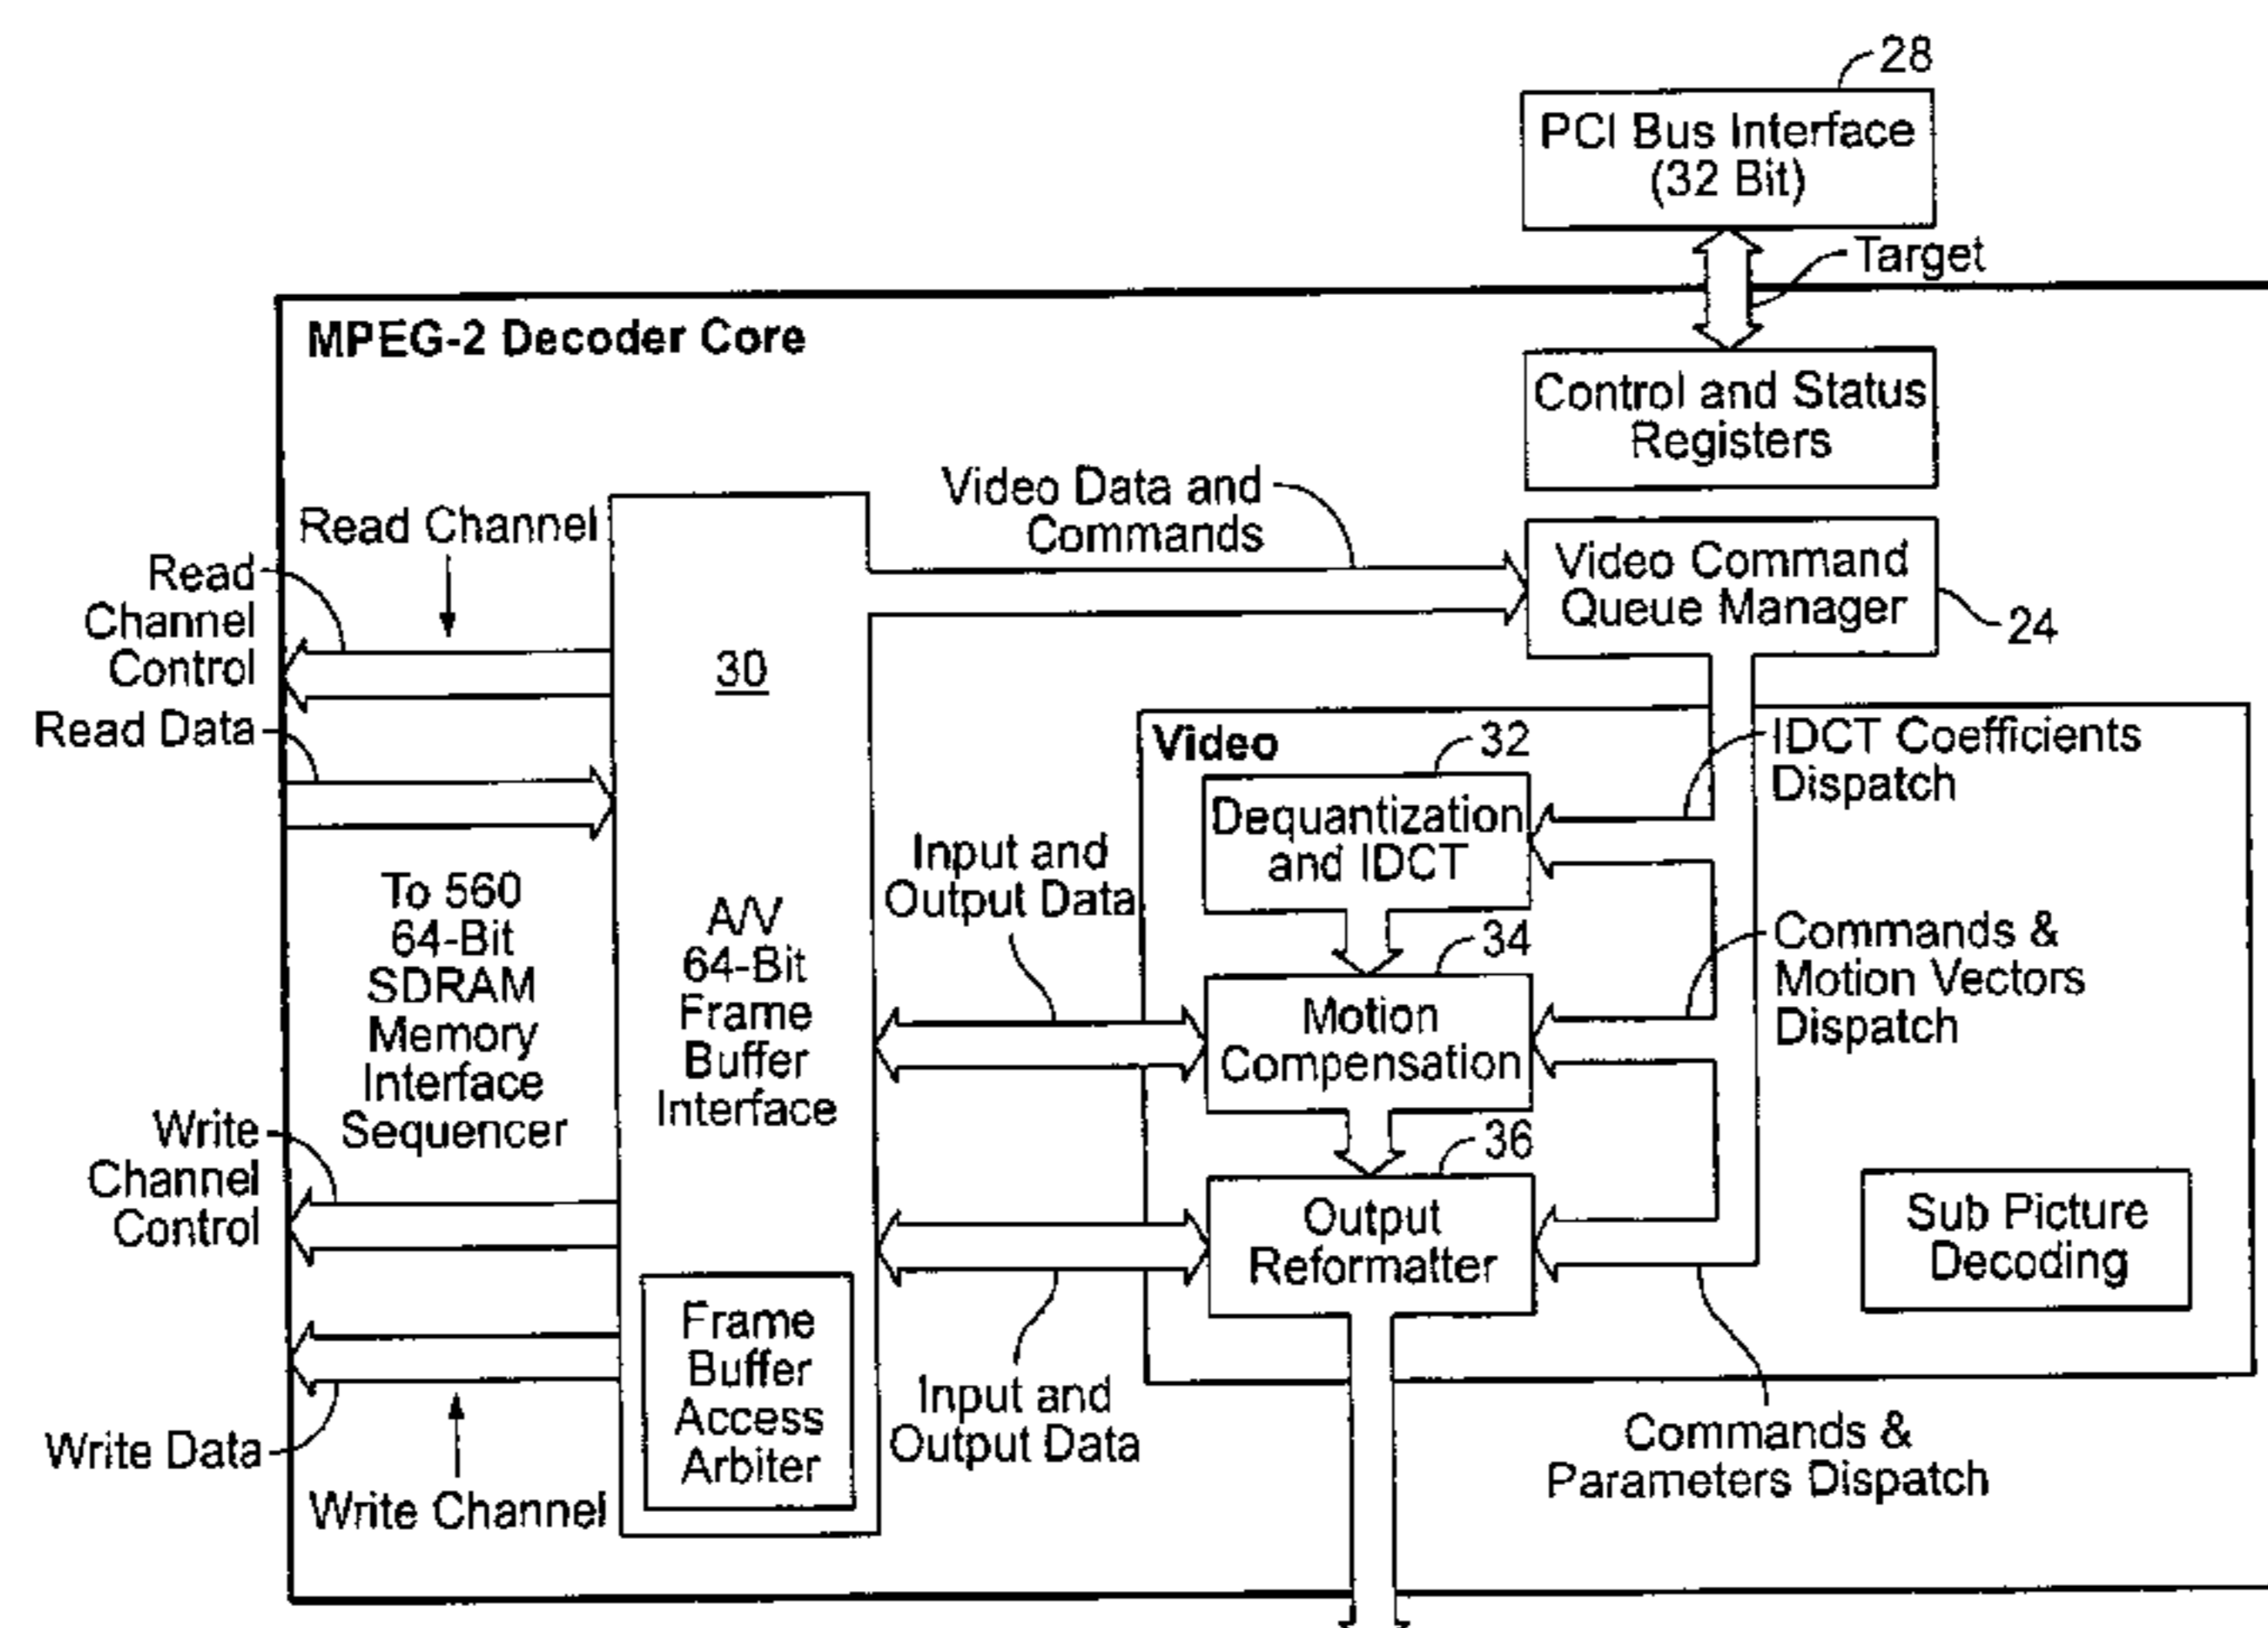 28
PCI Bus Interface
(32 Bit)
Target
MPEG-2 Decoder Core
Control and Status
Registers
Video Data and
Commands
Read Channel
Video Command
Queue Manager
24
Read
Channel
Control
30
Read Data
Video
32
IDCT Coefficients
Dispatch
Dequantization
and IDCT
Input and
Output Data
To 560
64-Bit
SDRAM
Memory
Interface
Sequencer
A/V
64-Bit
Frame
Buffer
Interface
34
Commands &
Motion Vectors
Dispatch
Motion
Compensation
Write
Channel
Control
36
Output
Reformatter
Sub Picture
Decoding
Frame
Buffer
Access
Arbiter
Input and
Output Data
Write Data
Write Channel
Commands &
Parameters Dispatch